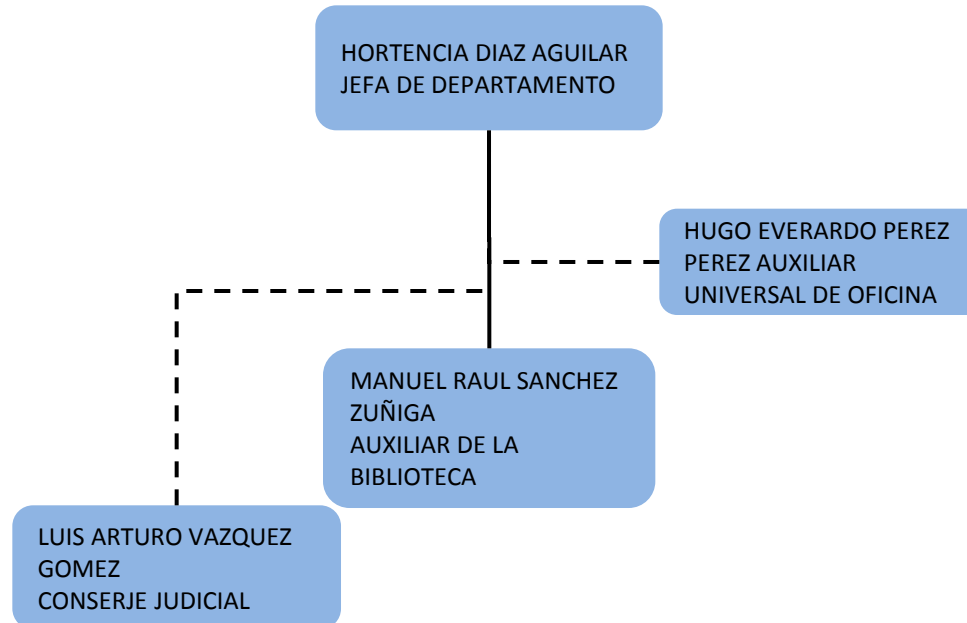 HORTENCIA DIAZ AGUILAR
JEFA DE DEPARTAMENTO
HUGO EVERARDO PEREZ
PEREZ AUXILIAR
UNIVERSAL DE OFICINA
MANUEL RAUL SANCHEZ
ZUÑIGA
AUXILIAR DE LA
BIBLIOTECA
LUIS ARTURO VAZQUEZ
GOMEZ
CONSERJE JUDICIAL